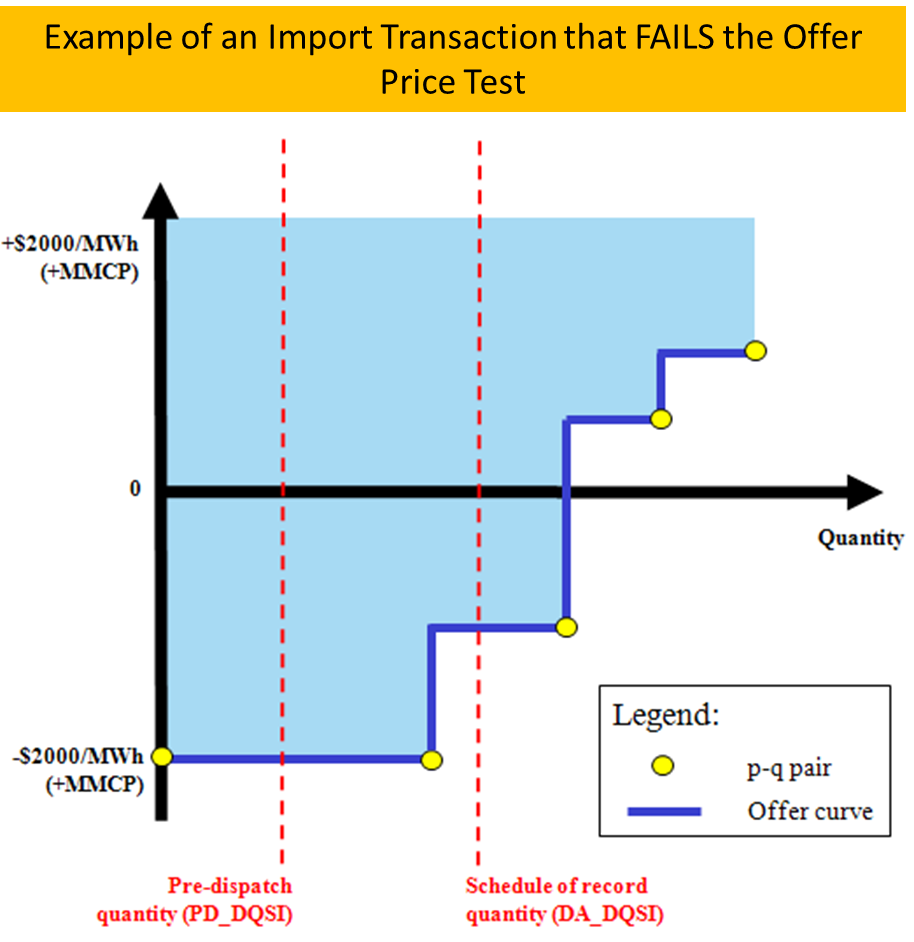 Example of an Import Transaction that FAILS the Offer
Price Test
+$2000/MWh
(+MMCP)
0
Quantity
-$2000/MWh
(+MMCP)
Legend:
p-q pair
Offer curve
Pre-dispatch
quantity (PD_DQSI)
Schedule of record
quantity (DA_DQSI)